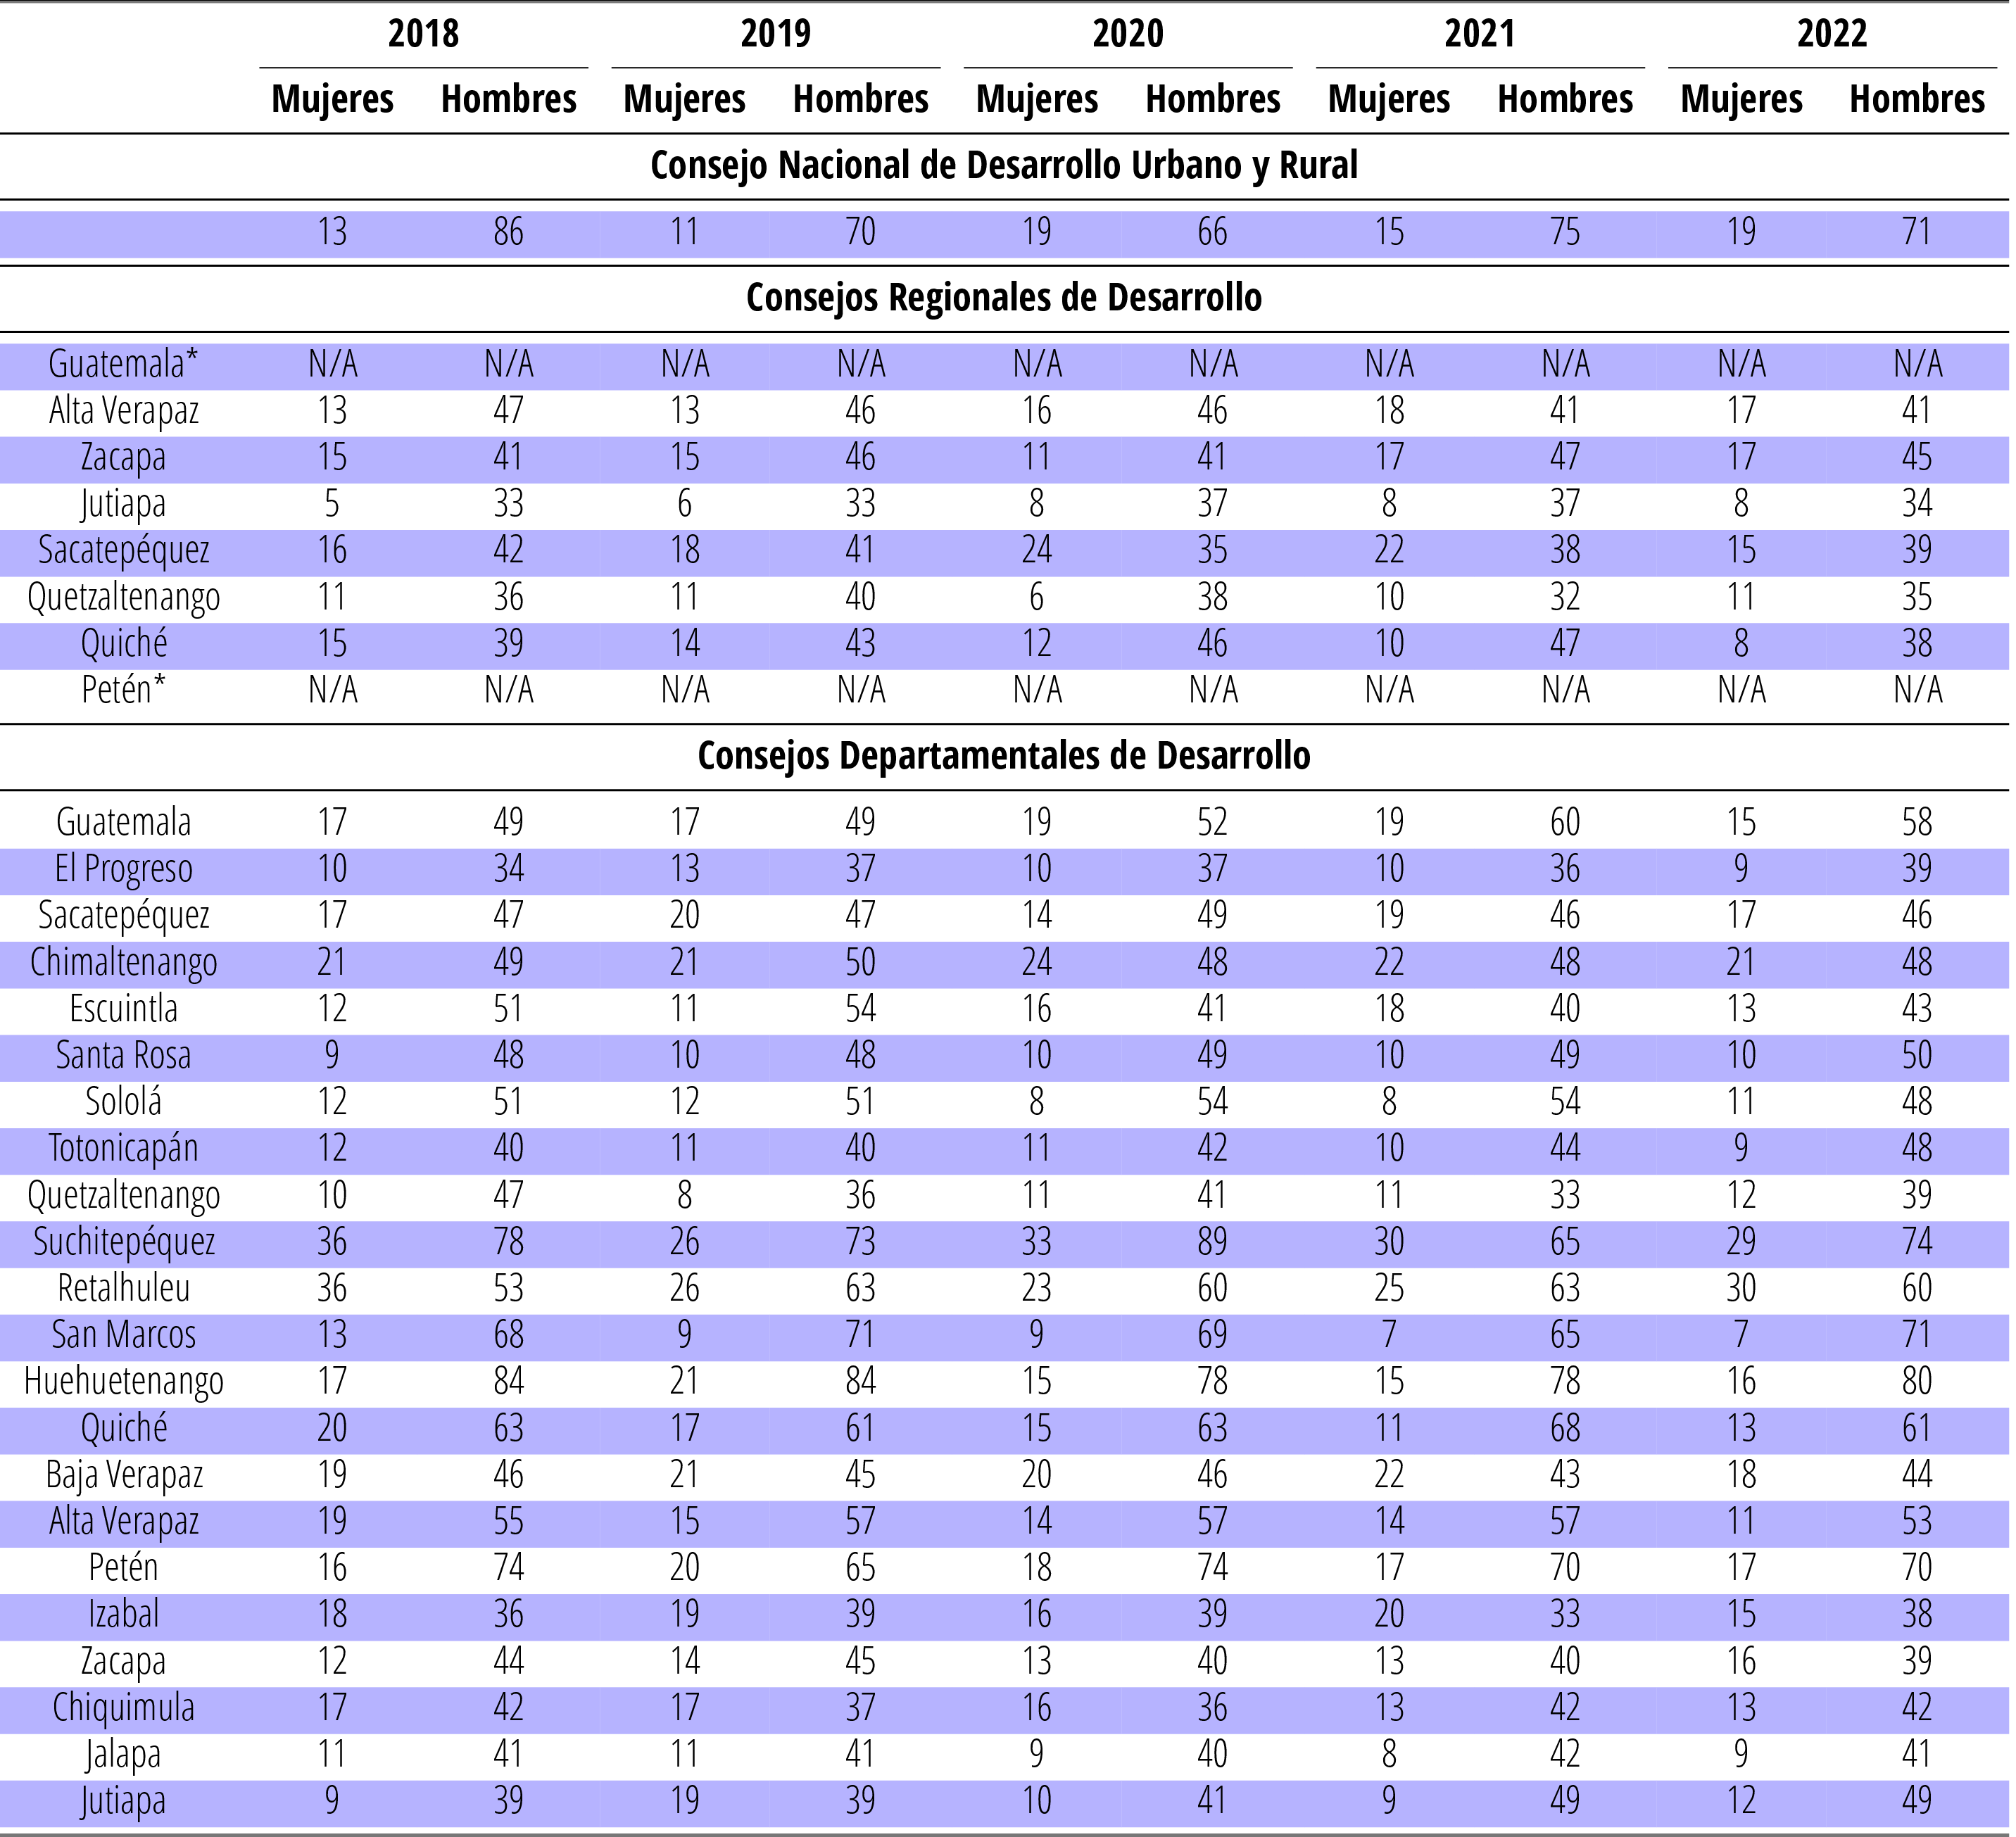 2018 2019 2020 2021 2022
Mujeres Hombres Mujeres Hombres Mujeres Hombres Mujeres Hombres Mujeres Hombres
Consejo Nacional de Desarrollo Urbano y Rural
13 86 11 70 19 66 15 75 19 71
Consejos Regionales de Desarrollo
Guatemala* N/A N/A N/A N/A N/A N/A N/A N/A N/A N/A
Alta Verapaz 13 47 13 46 16 46 18 41 17 41
Zacapa 15 41 15 46 11 41 17 47 17 45
Jutiapa 5 33 6 33 8 37 8 37 8 34
Sacatepéquez 16 42 18 41 24 35 22 38 15 39
Quetzaltenango 11 36 11 40 6 38 10 32 11 35
Quiché 15 39 14 43 12 46 10 47 8 38
Petén* N/A N/A N/A N/A N/A N/A N/A N/A N/A N/A
Consejos Departamentales de Desarrollo
Guatemala 17 49 17 49 19 52 19 60 15 58
El Progreso 10 34 13 37 10 37 10 36 9 39
Sacatepéquez 17 47 20 47 14 49 19 46 17 46
Chimaltenango 21 49 21 50 24 48 22 48 21 48
Escuintla 12 51 11 54 16 41 18 40 13 43
Santa Rosa 9 48 10 48 10 49 10 49 10 50
Sololá 12 51 12 51 8 54 8 54 11 48
Totonicapán 12 40 11 40 11 42 10 44 9 48
Quetzaltenango 10 47 8 36 11 41 11 33 12 39
Suchitepéquez 36 78 26 73 33 89 30 65 29 74
Retalhuleu 36 53 26 63 23 60 25 63 30 60
San Marcos 13 68 9 71 9 69 7 65 7 71
Huehuetenango 17 84 21 84 15 78 15 78 16 80
Quiché 20 63 17 61 15 63 11 68 13 61
Baja Verapaz 19 46 21 45 20 46 22 43 18 44
Alta Verapaz 19 55 15 57 14 57 14 57 11 53
Petén 16 74 20 65 18 74 17 70 17 70
Izabal 18 36 19 39 16 39 20 33 15 38
Zacapa 12 44 14 45 13 40 13 40 16 39
Chiquimula 17 42 17 37 16 36 13 42 13 42
Jalapa 11 41 11 41 9 40 8 42 9 41
Jutiapa 9 39 19 39 10 41 9 49 12 49